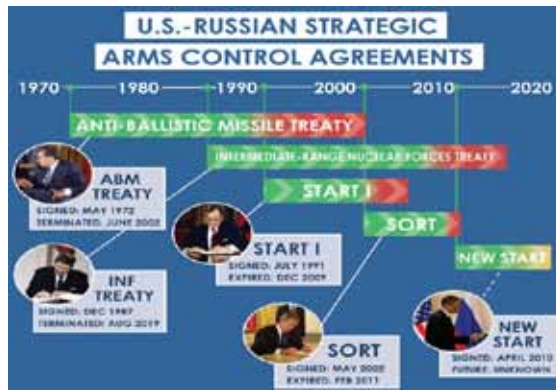 U.S.-RUSSIAN STRATEGIC
ARMS CONTROL AGREEMENTS
1970 1980 1990 2000 2010 2020
ANTI-BALLISTIC MISSILE TREATY
INTERMEDIATE-RANGE NUCLEAR FORCES TREATY
START I
SORT
NEW START
ABM
TREATY
SIGNED: MAY 1972
TERMINATED: JUNE 2002
INF
TREATY
SIGNED: DEC 1987
TERMINATED: AUG 2019
START I
SIGNED: JULY 1991
EXPIRED: DEC 2009
SORT
SIGNED: MAY 2002
EXPIRED: FEB 2011
NEW
START
SIGNED: APRIL 2010
FUTURE: UNKNOWN